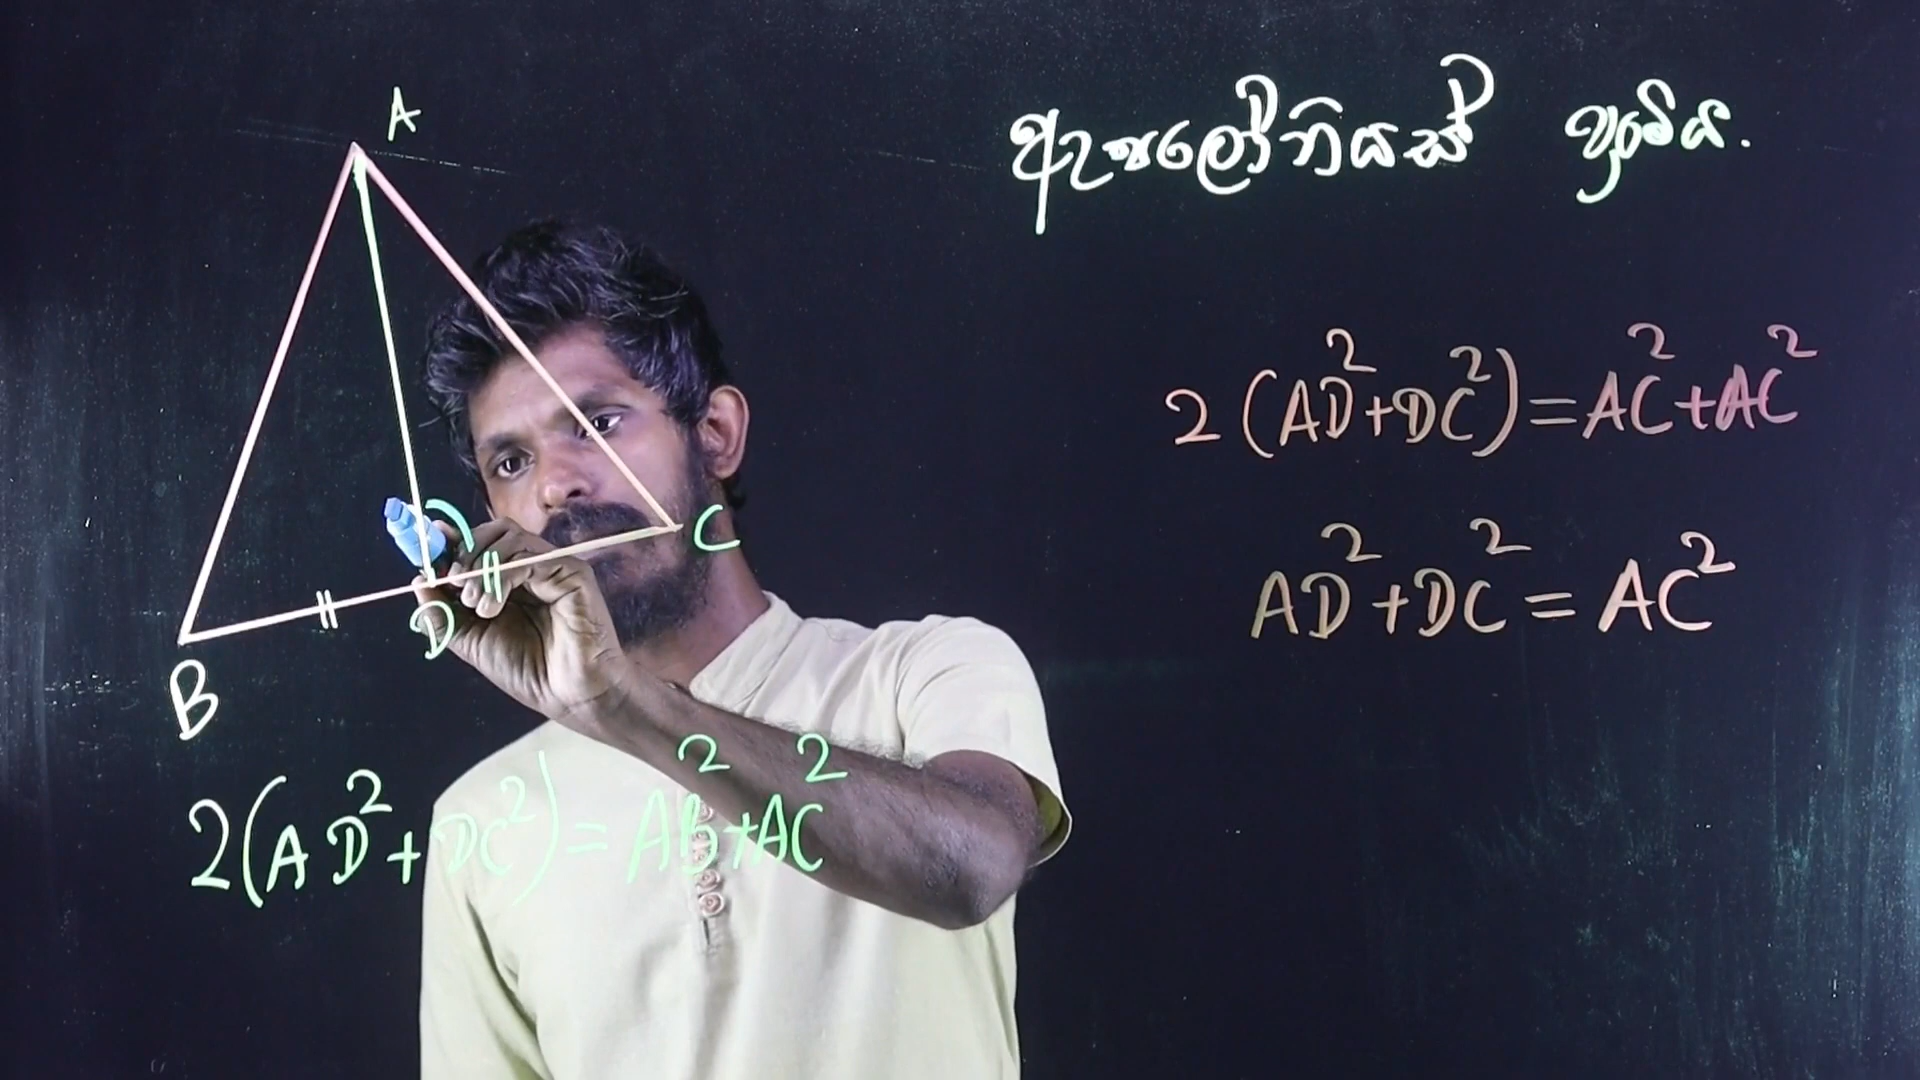 A
ඇපලෝනියස් ප්‍රමේය.
2(AD²+DC²)=AC²+AC²
C
AD²+DC²=AC²
D
B
2(AD²+DC²)=AB²+AC²